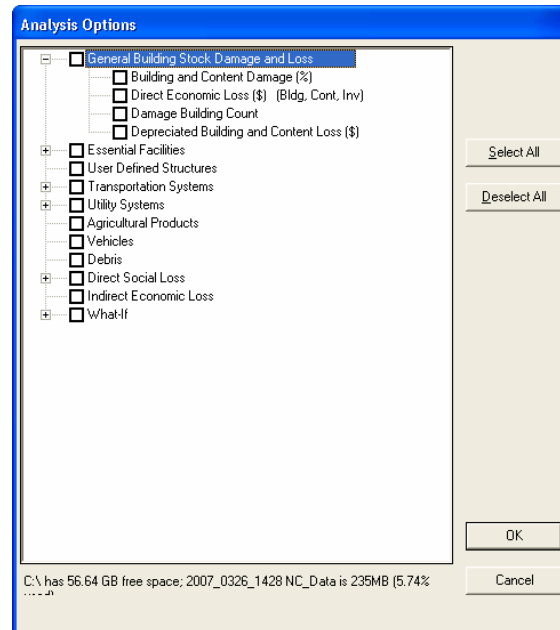 Analysis Options
General Building Stock Damage and Loss
Building and Content Damage (%)
Direct Economic Loss ($) (Bldg, Cont, Inv)
Damage Building Count
Depreciated Building and Content Loss ($)
Essential Facilities
User Defined Structures
Transportation Systems
Utility Systems
Agricultural Products
Vehicles
Debris
Direct Social Loss
Indirect Economic Loss
What-If
Select All
Deselect All
OK
Cancel
C:\ has 56.64 GB free space; 2007_0326_1428 NC_Data is 235MB (5.74%